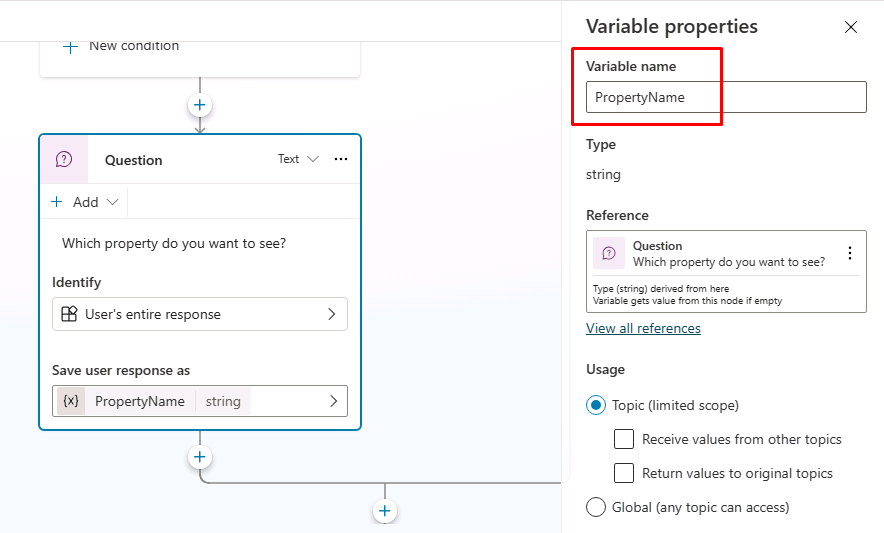 New condition
Question
Text
Add
Which property do you want to see?
Identify
User's entire response
Save user response as
{x} PropertyName string
Variable properties
Variable name
PropertyName
Type
string
Reference
Question
Which property do you want to see?
Type (string) derived from here
Variable gets value from this node if empty
View all references
Usage
Topic (limited scope)
Receive values from other topics
Return values to original topics
Global (any topic can access)